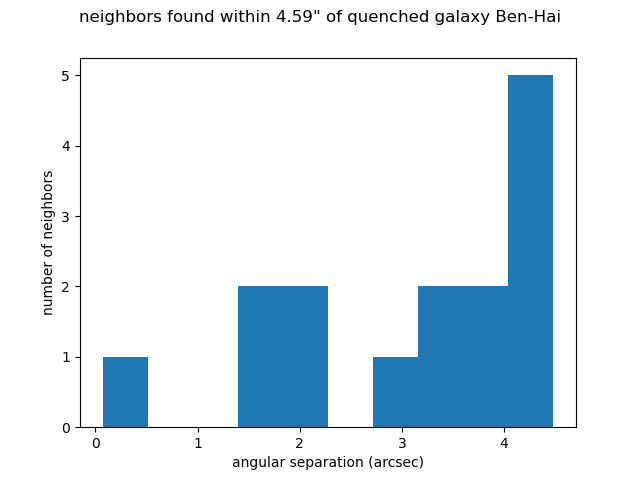 neighbors found within 4.59" of quenched galaxy Ben-Hai
5
4
3
2
1
0
number of neighbors
0 1 2 3 4
angular separation (arcsec)